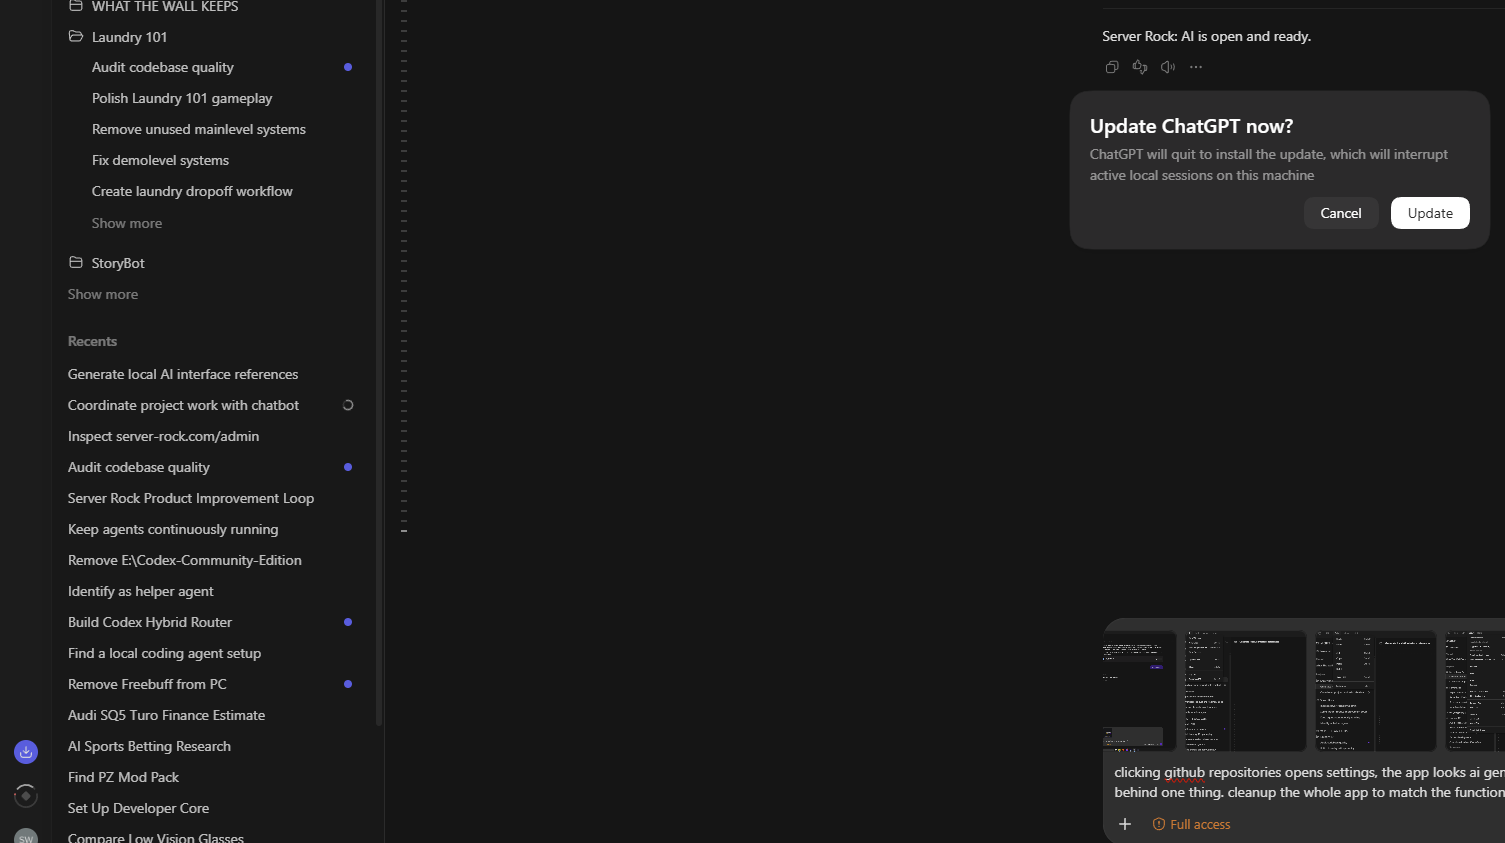 WHAT THE WALL KEEPS
Laundry 101
Audit codebase quality
Polish Laundry 101 gameplay
Remove unused mainlevel systems
Fix demolevel systems
Create laundry dropoff workflow
Show more
StoryBot
Show more
Recents
Generate local AI interface references
Coordinate project work with chatbot
Inspect server-rock.com/admin
Audit codebase quality
Server Rock Product Improvement Loop
Keep agents continuously running
Remove E:\Codex-Community-Edition
Identify as helper agent
Build Codex Hybrid Router
Find a local coding agent setup
Remove Freebuff from PC
Audi SQ5 Turo Finance Estimate
AI Sports Betting Research
Find PZ Mod Pack
Set Up Developer Core
Compare Low Vision Glasses
SW
Server Rock: AI is open and ready.
Update ChatGPT now?
ChatGPT will quit to install the update, which will interrupt
active local sessions on this machine
Cancel
Update
clicking github repositories opens settings, the app looks ai gen
behind one thing. cleanup the whole app to match the function
Full access